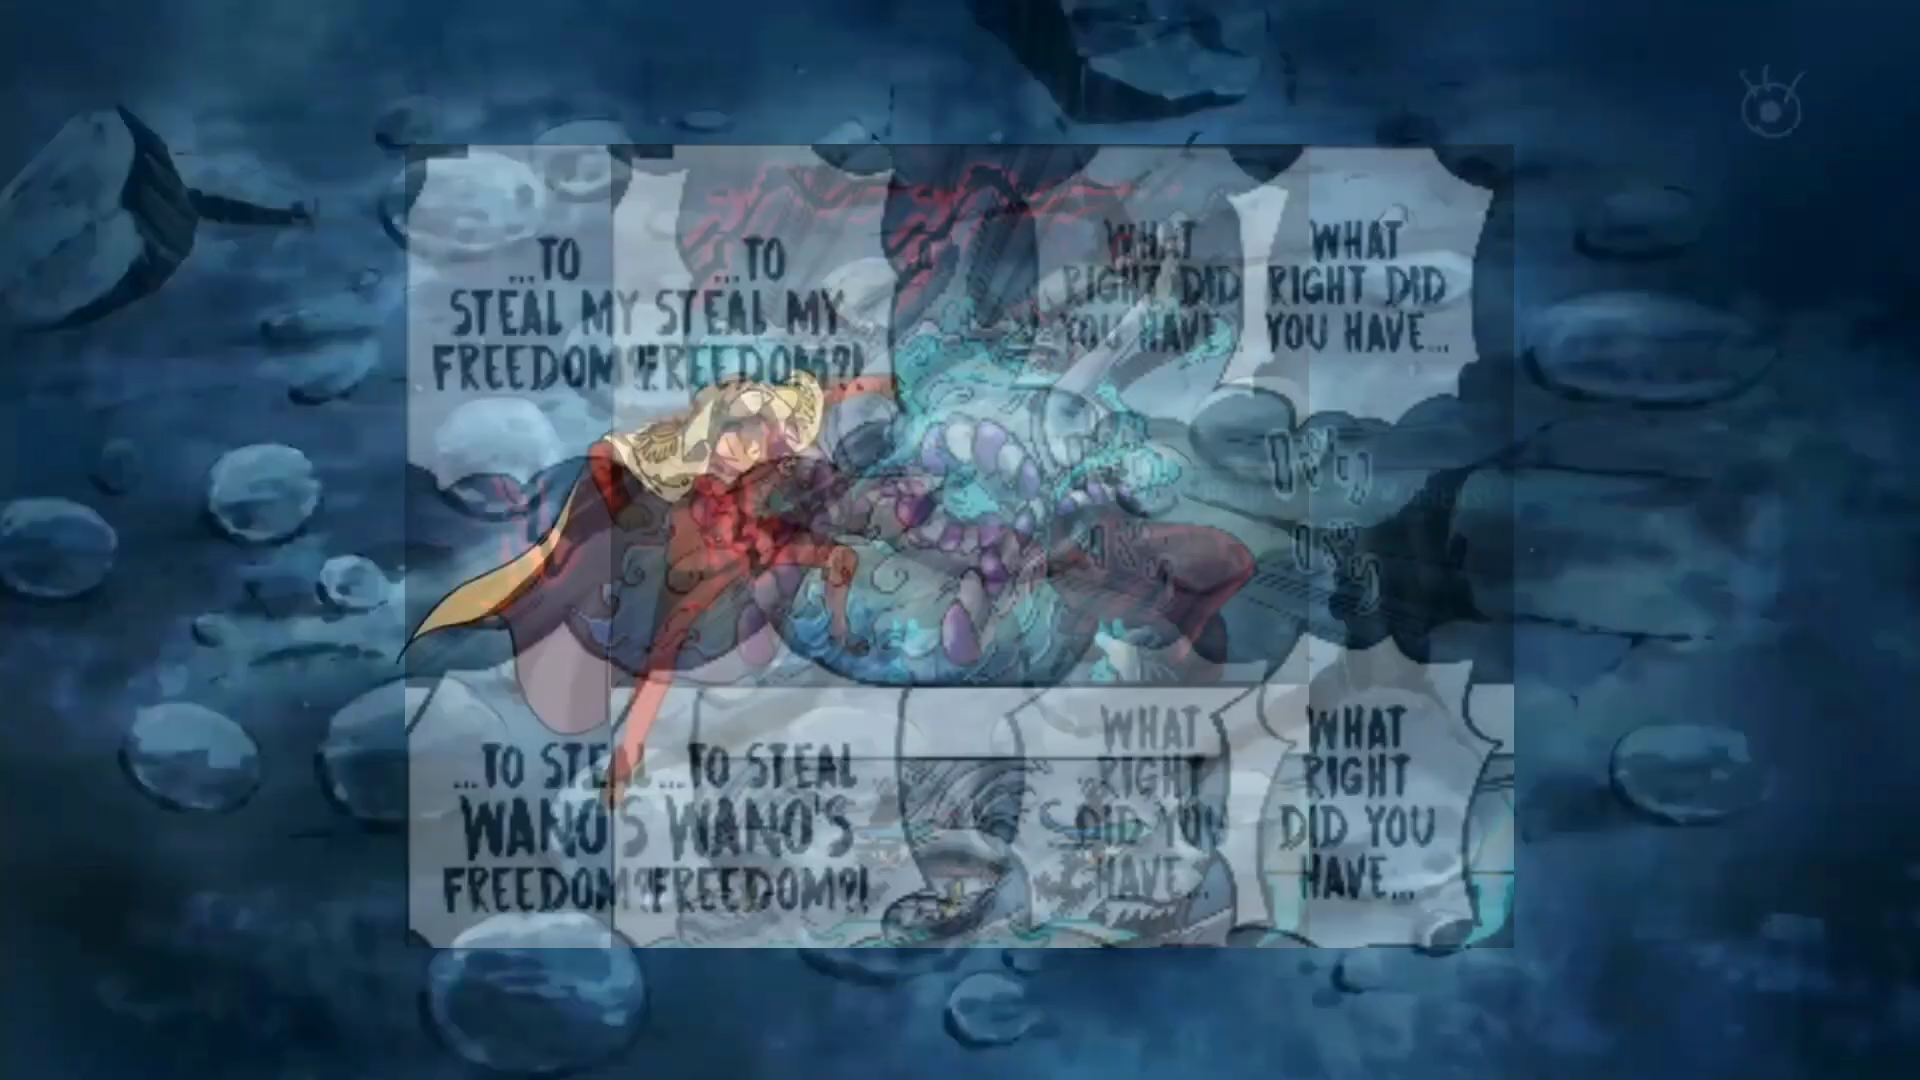 WHAT
RIGHT DID
YOU HAVE...
WHAT
RIGHT DID
YOU HAVE...
...TO
STEAL MY
FREEDOM?!
...TO
STEAL MY
FREEDOM?!
WHAT
RIGHT
DID YOU
HAVE...
WHAT
RIGHT
DID YOU
HAVE...
...TO STEAL
WANO'S
FREEDOM?!
...TO STEAL
WANO'S
FREEDOM?!